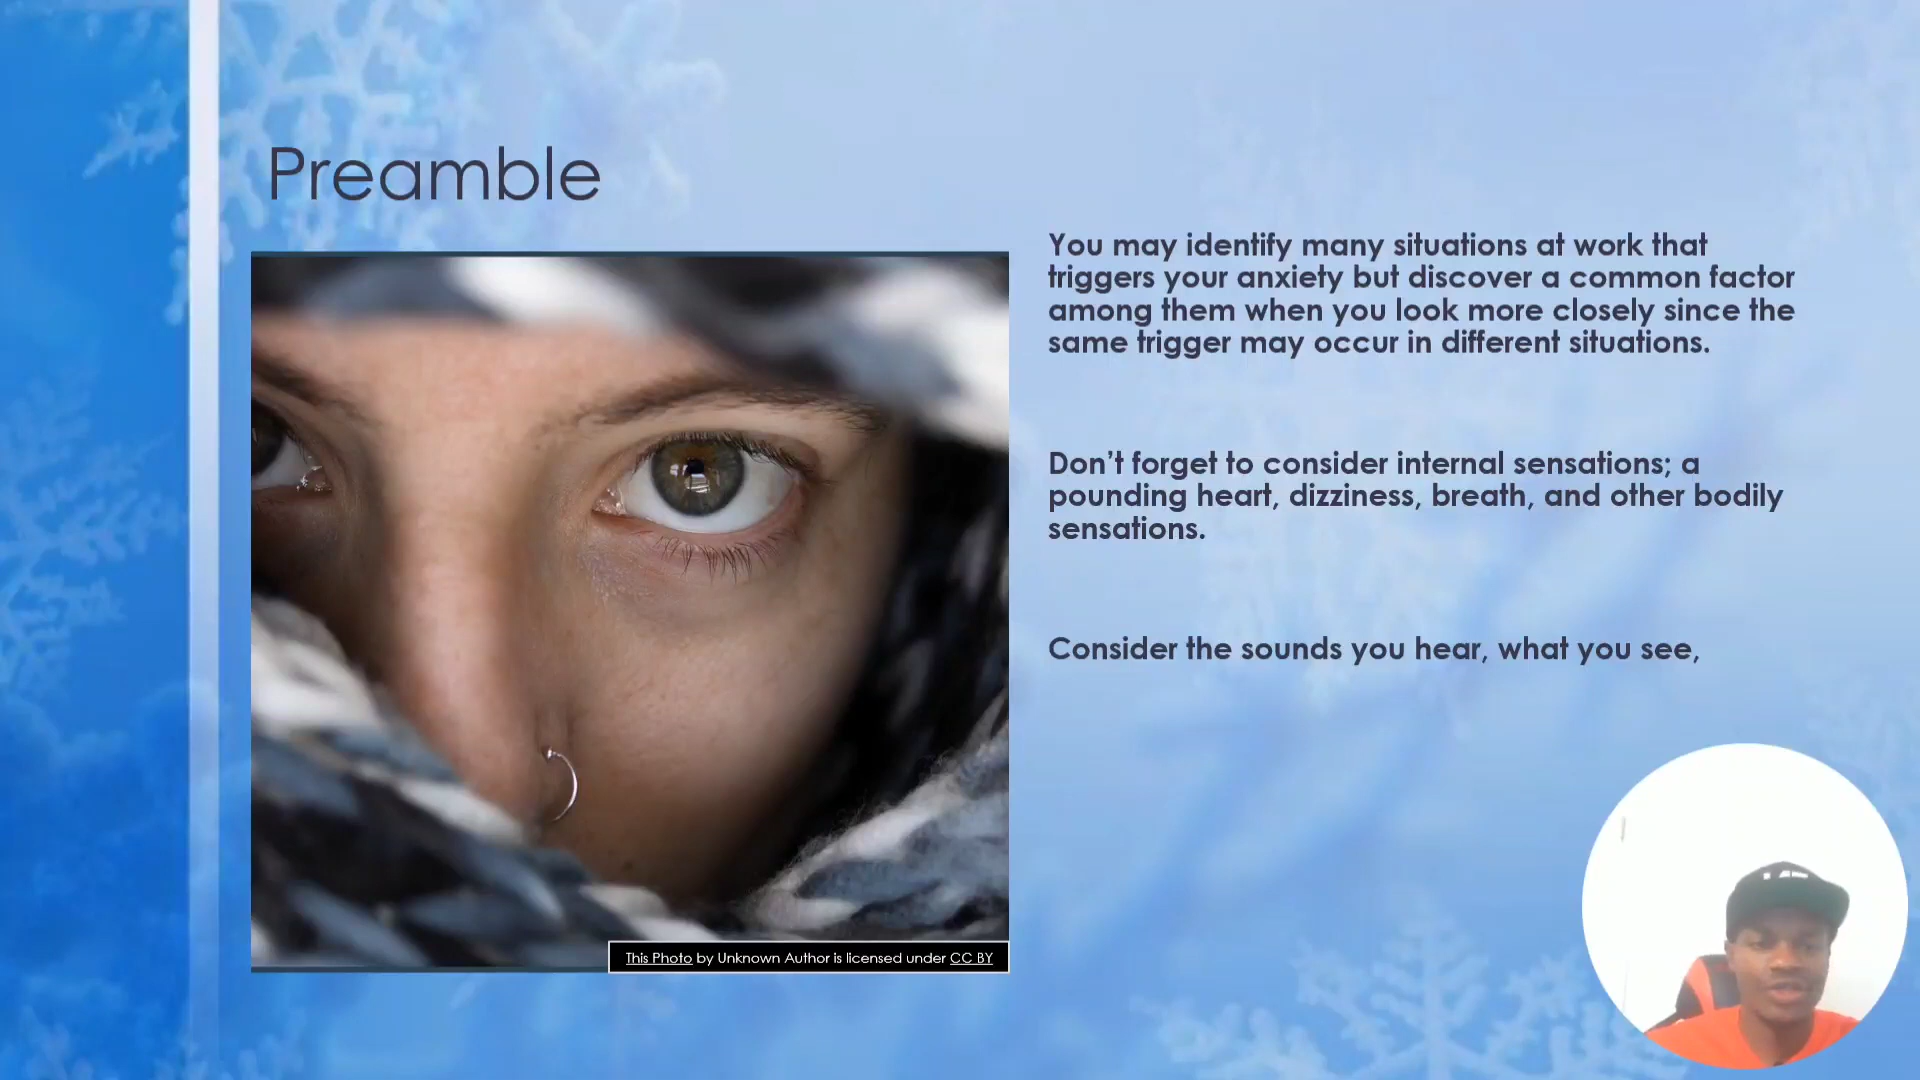 Preamble
You may identify many situations at work that
triggers your anxiety but discover a common factor
among them when you look more closely since the
same trigger may occur in different situations.
Don’t forget to consider internal sensations; a
pounding heart, dizziness, breath, and other bodily
sensations.
Consider the sounds you hear, what you see,
This Photo by Unknown Author is licensed under CC BY